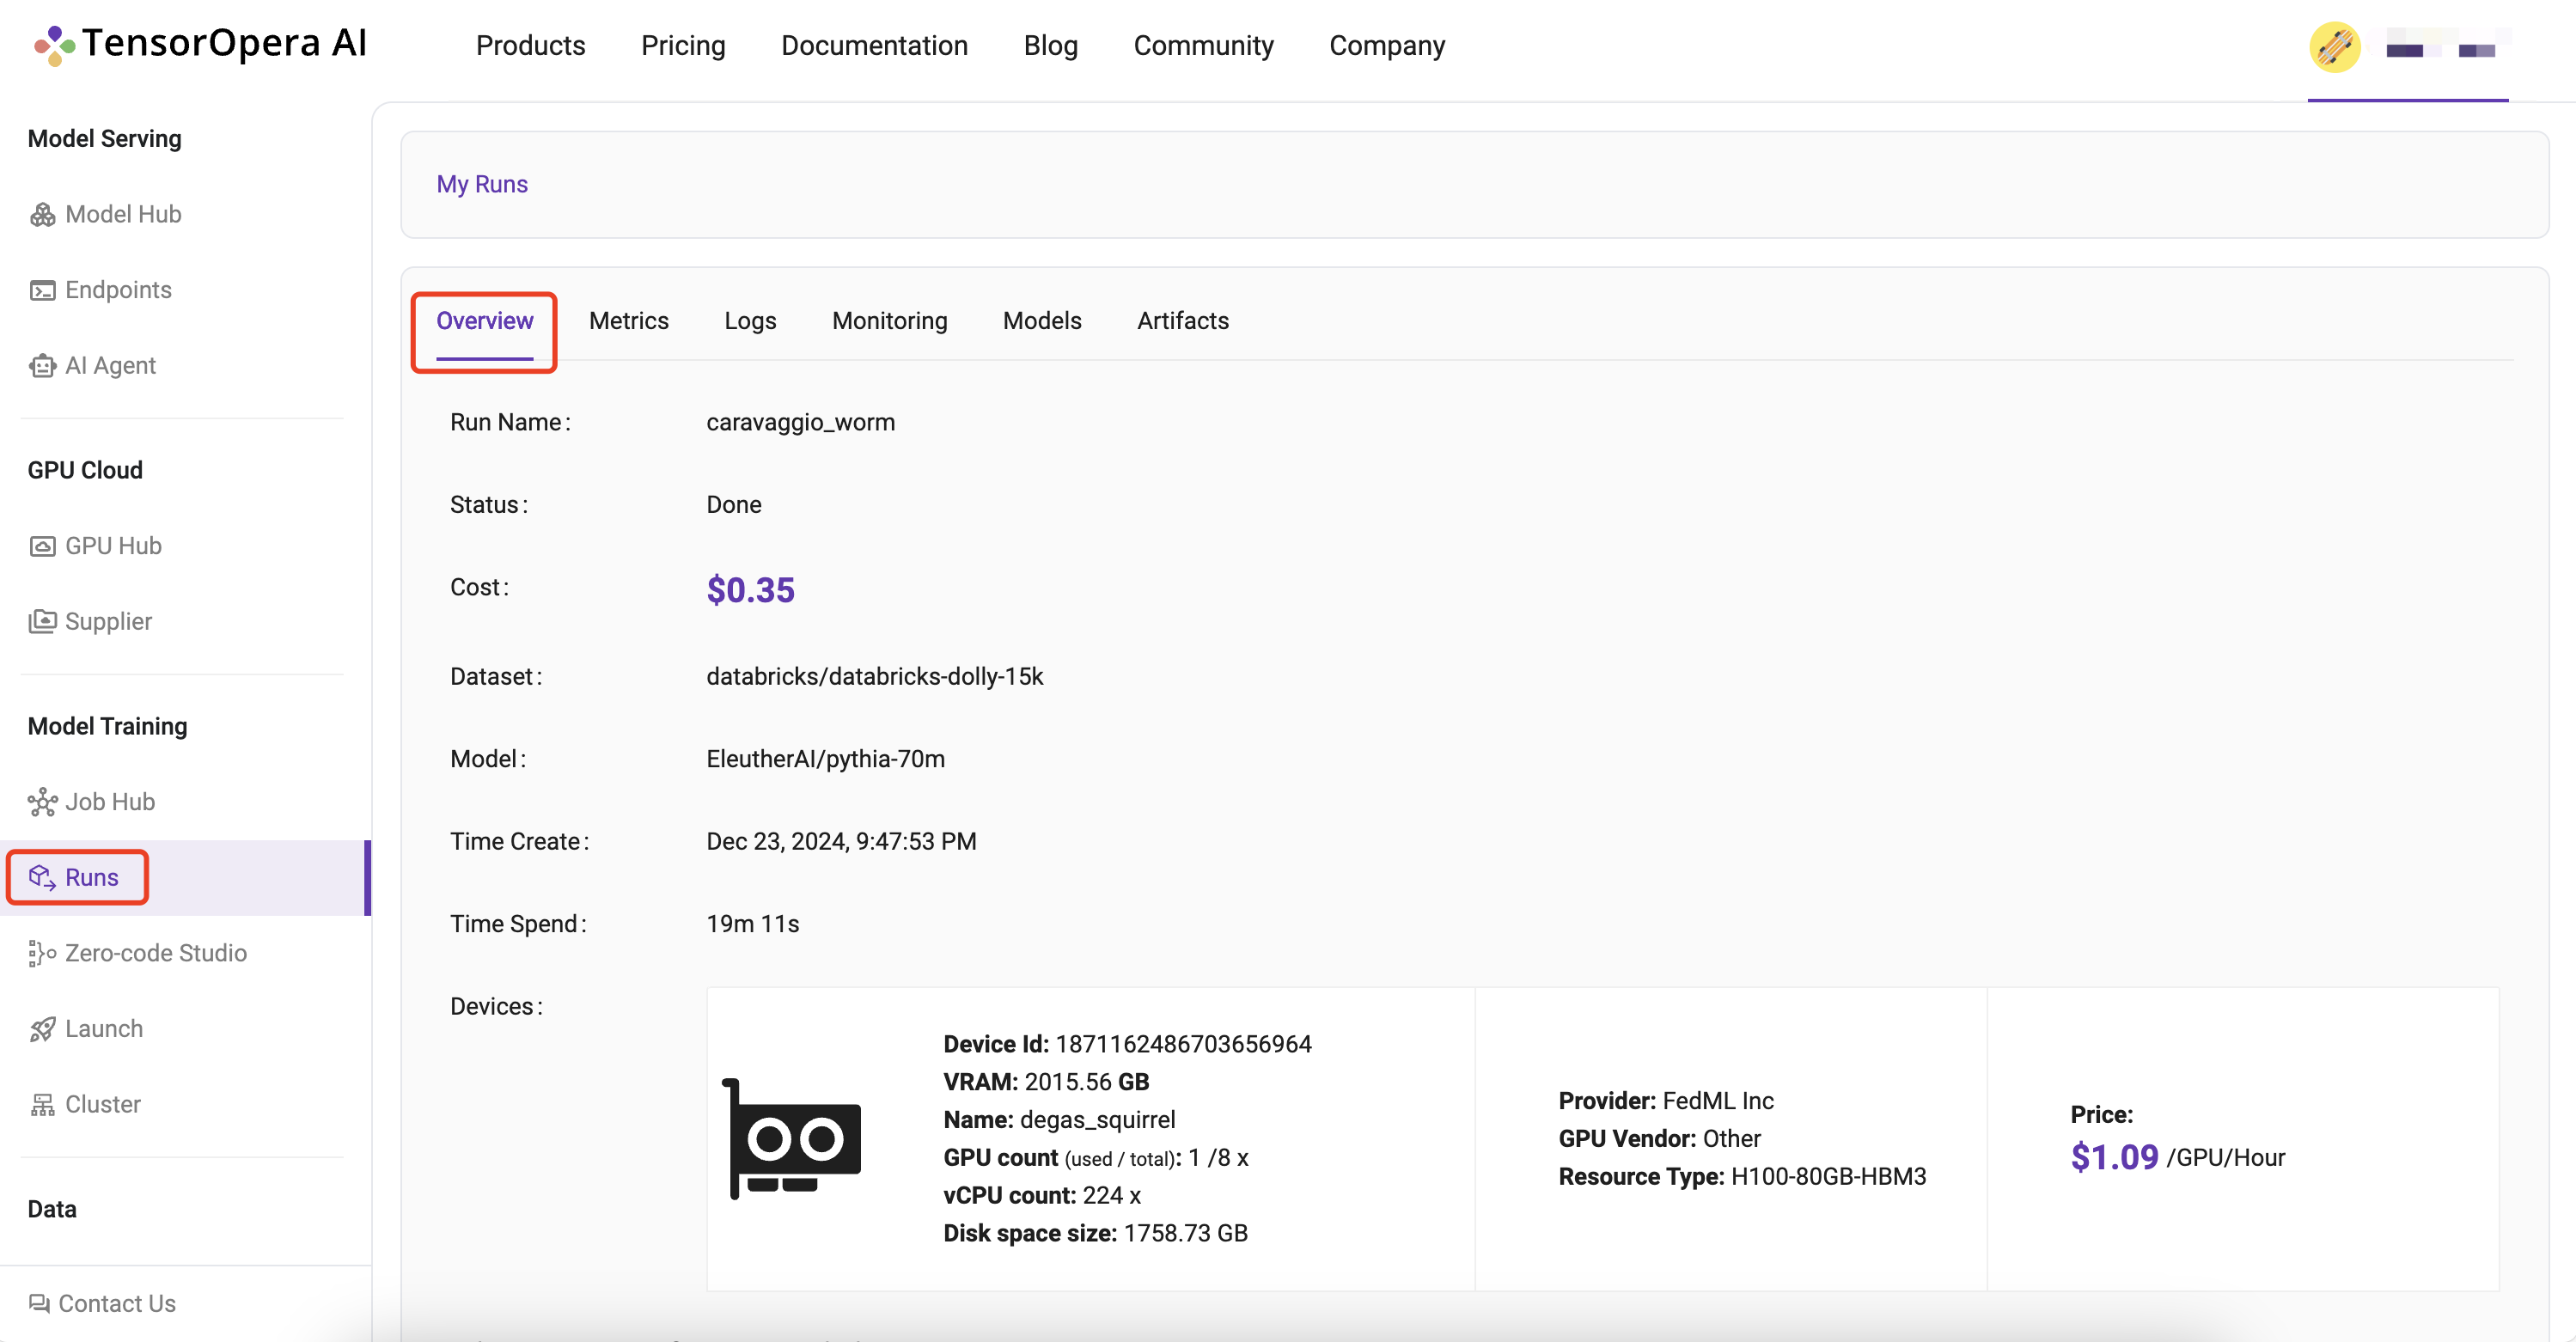 TensorOpera AI
Products Pricing Documentation Blog Community Company
Model Serving
Model Hub
Endpoints
AI Agent
GPU Cloud
GPU Hub
Supplier
Model Training
Job Hub
Runs
Zero-code Studio
Launch
Cluster
Data
Contact Us
My Runs
Overview Metrics Logs Monitoring Models Artifacts
Run Name: caravaggio_worm
Status: Done
Cost: $0.35
Dataset: databricks/databricks-dolly-15k
Model: EleutherAI/pythia-70m
Time Create: Dec 23, 2024, 9:47:53 PM
Time Spend: 19m 11s
Devices:
Device Id: 1871162486703656964
VRAM: 2015.56 GB
Name: degas_squirrel
GPU count (used / total): 1 /8 x
vCPU count: 224 x
Disk space size: 1758.73 GB
Provider: FedML Inc
GPU Vendor: Other
Resource Type: H100-80GB-HBM3
Price:
$1.09 /GPU/Hour